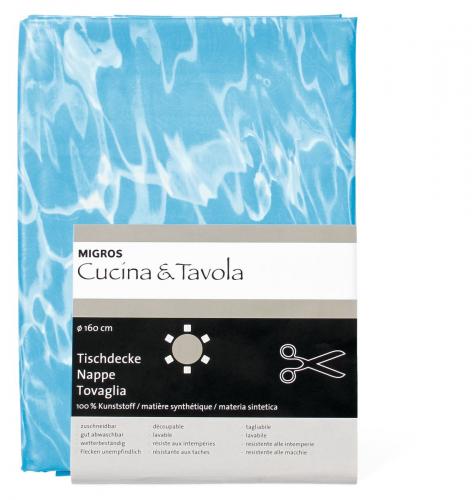 MIGROS
Cucina & Tavola
ø 160 cm
Tischdecke
Nappe
Tovaglia
100 % Kunststoff / matière synthétique / materia sintetica
zuschneidbar
gut abwaschbar
wetterbeständig
Flecken unempfindlich
· découpable
· lavable
· résiste aux intempéries
· resistante aux taches
· tagliabile
· lavabile
· resistente alle intemperie
· resistente alle macchie